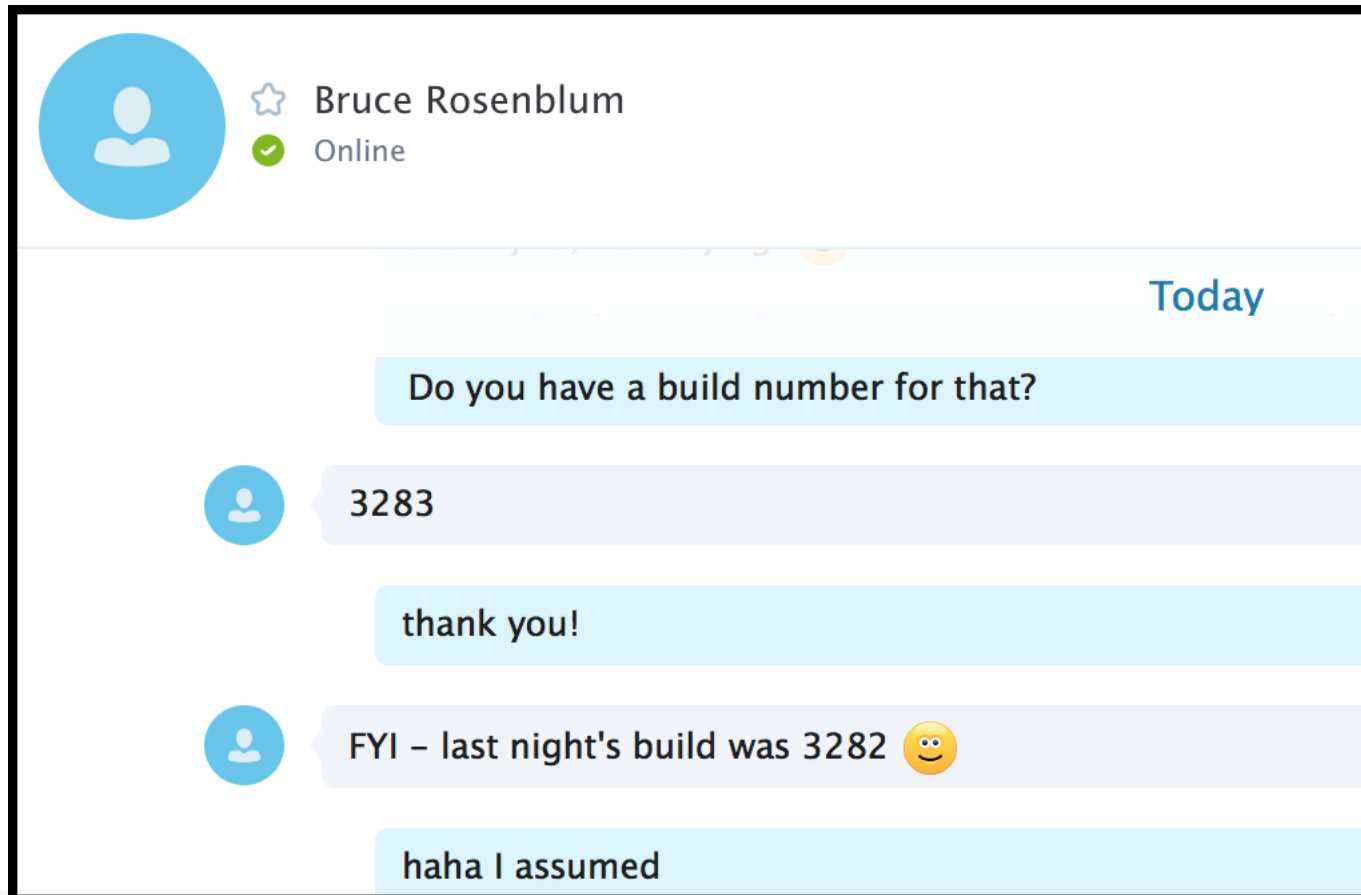 Bruce Rosenblum
Online
Today
Do you have a build number for that?
3283
thank you!
FYI – last night's build was 3282
haha I assumed